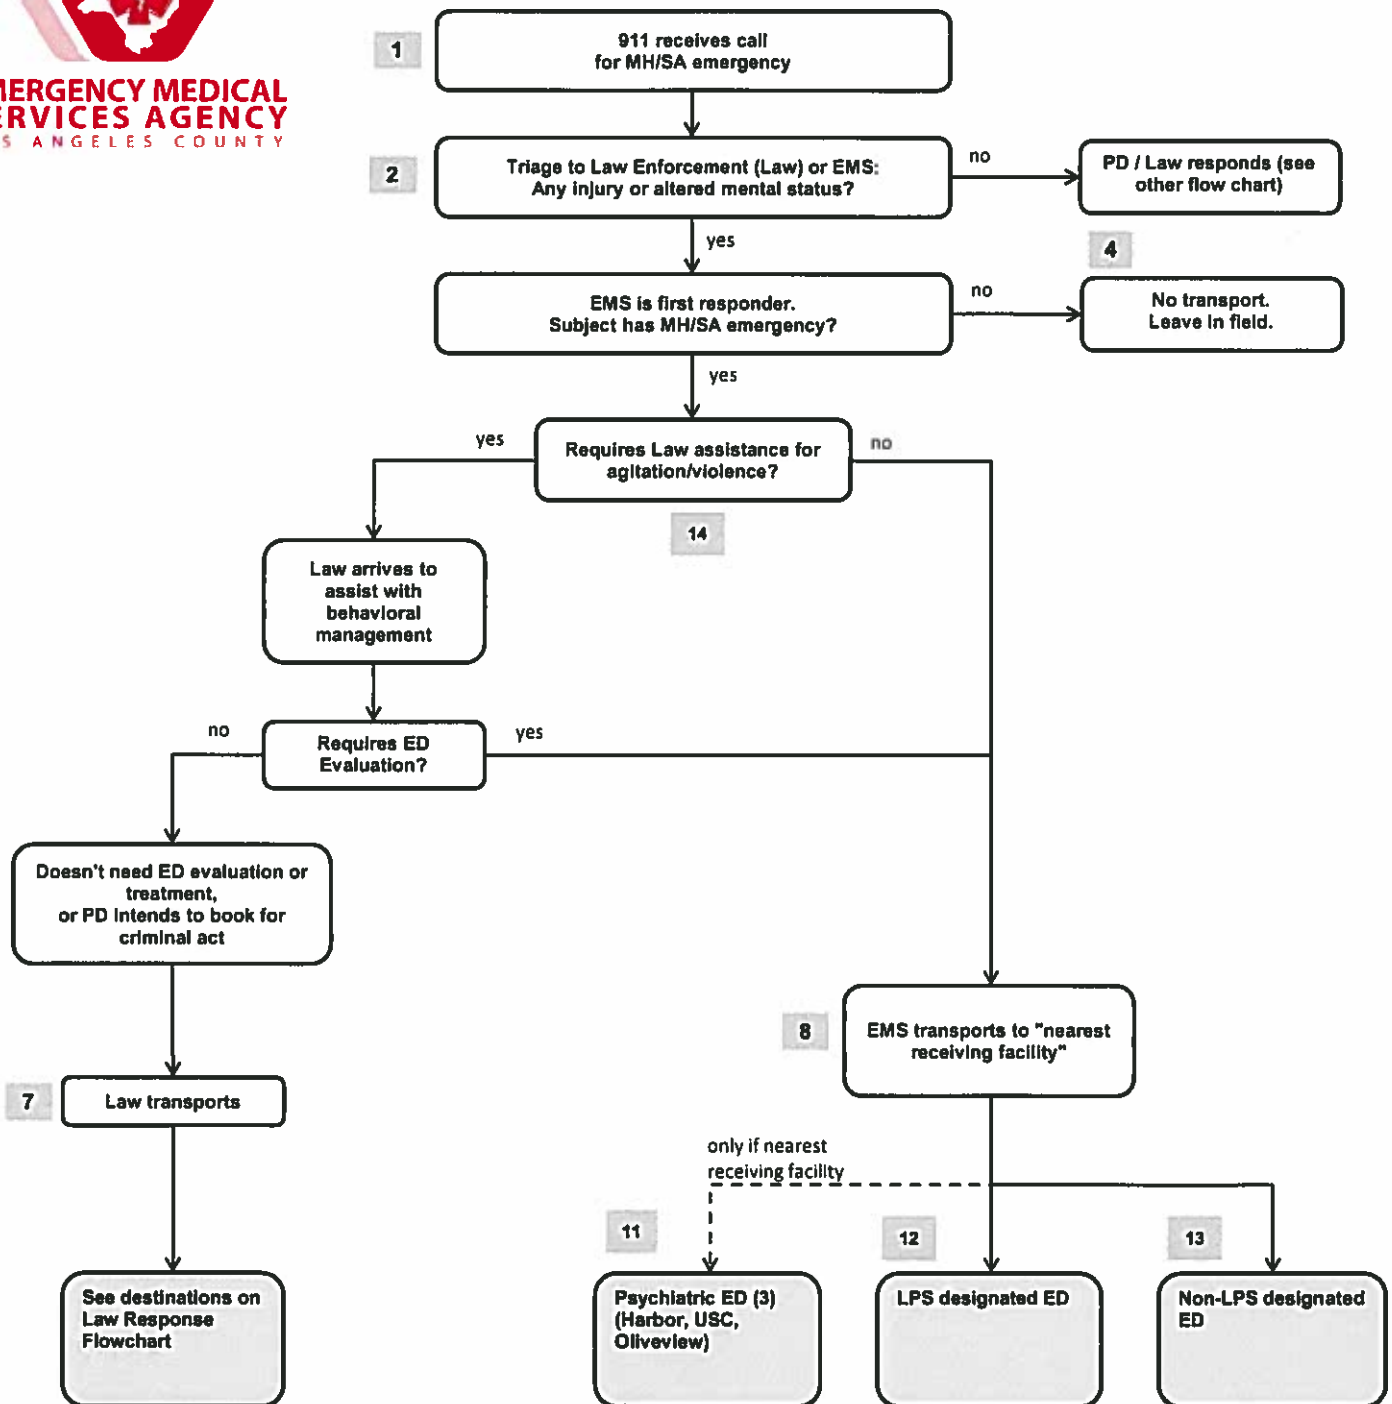 1
911 receives call
for MH/SA emergency
MERGENCY MEDICAL
ERVICES AGENCY
S ANGELES COUNTY
2
Triage to Law Enforcement (Law) or EMS:
Any injury or altered mental status?
no
PD / Law responds (see
other flow chart)
yes
4
EMS is first responder.
Subject has MH/SA emergency?
no
No transport.
Leave in field.
yes
yes
Requires Law assistance for
agitation/violence?
no
14
Law arrives to
assist with
behavioral
management
no
Requires ED
Evaluation?
yes
Doesn't need ED evaluation or
treatment,
or PD intends to book for
criminal act
8
EMS transports to "nearest
receiving facility"
7
Law transports
only if nearest
receiving facility
11
12
13
See destinations on
Law Response
Flowchart
Psychiatric ED (3)
(Harbor, USC,
Oliveview)
LPS designated ED
Non-LPS designated
ED